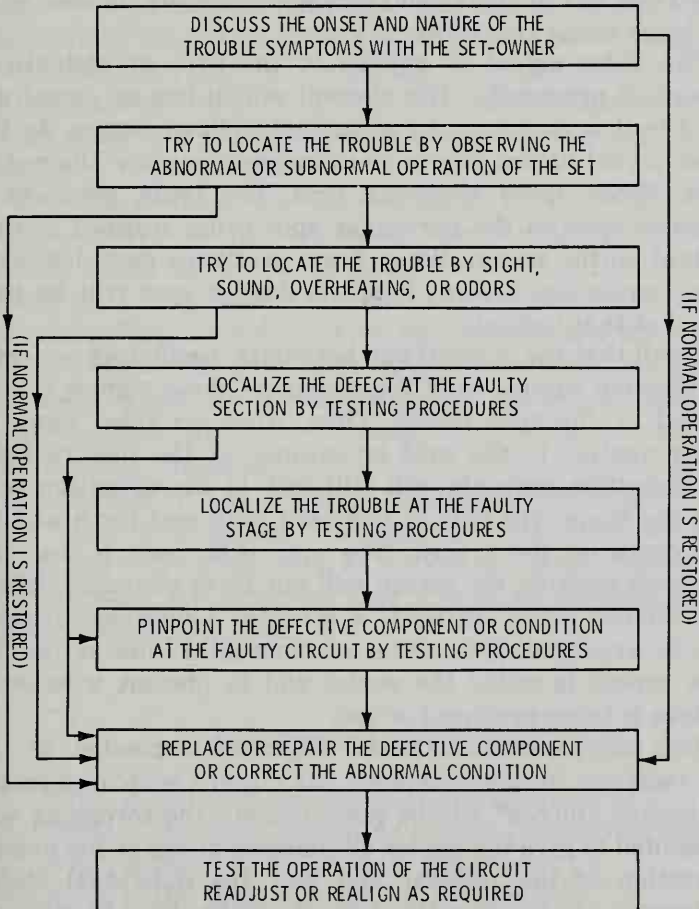 DISCUSS THE ONSET AND NATURE OF THE
TROUBLE SYMPTOMS WITH THE SET-OWNER
TRY TO LOCATE THE TROUBLE BY OBSERVING THE
ABNORMAL OR SUBNORMAL OPERATION OF THE SET
TRY TO LOCATE THE TROUBLE BY SIGHT,
SOUND, OVERHEATING, OR ODORS
LOCALIZE THE DEFECT AT THE FAULTY
SECTION BY TESTING PROCEDURES
LOCALIZE THE TROUBLE AT THE FAULTY
STAGE BY TESTING PROCEDURES
PINPOINT THE DEFECTIVE COMPONENT OR CONDITION
AT THE FAULTY CIRCUIT BY TESTING PROCEDURES
REPLACE OR REPAIR THE DEFECTIVE COMPONENT
OR CORRECT THE ABNORMAL CONDITION
TEST THE OPERATION OF THE CIRCUIT
READJUST OR REALIGN AS REQUIRED
(IF NORMAL OPERATION IS RESTORED)
(IF NORMAL OPERATION IS RESTORED)